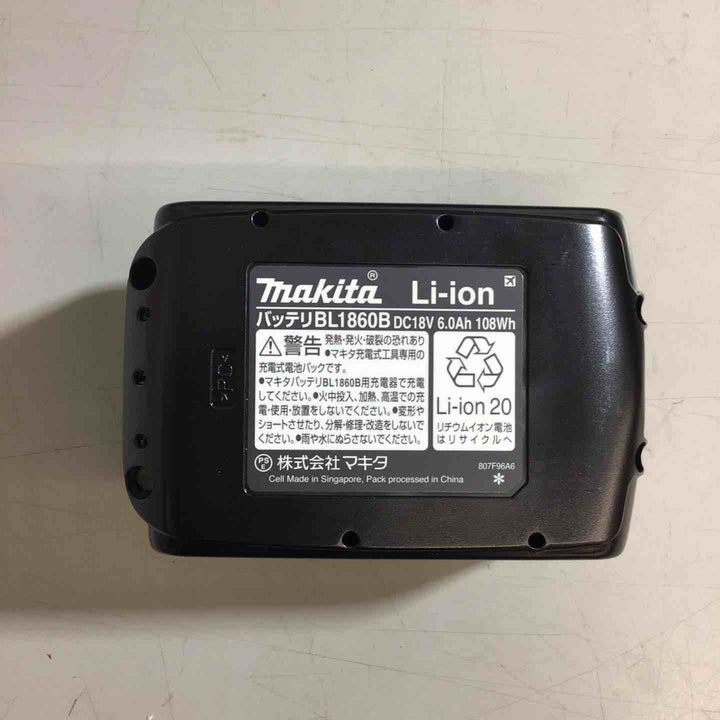 makita® Li-ion
バッテリBL1860B DC18V 6.0Ah 108Wh
警告 発熱・発火・破裂の恐れあり
●マキタ充電式工具専用の
充電式電池パックです。
●マキタバッテリBL1860B用充電器で充電
してください。●火中投入、加熱、高温での充
電・使用・放置をしないでください。●変形や
ショートさせたり、分解・修理・改造をしないで
ください。●雨や水にぬらさないでください。
Li-ion 20
リチウムイオン電池
はリサイクルへ
PSE 株式会社マキタ
807F96A6
Cell Made in Singapore, Pack processed in China
*